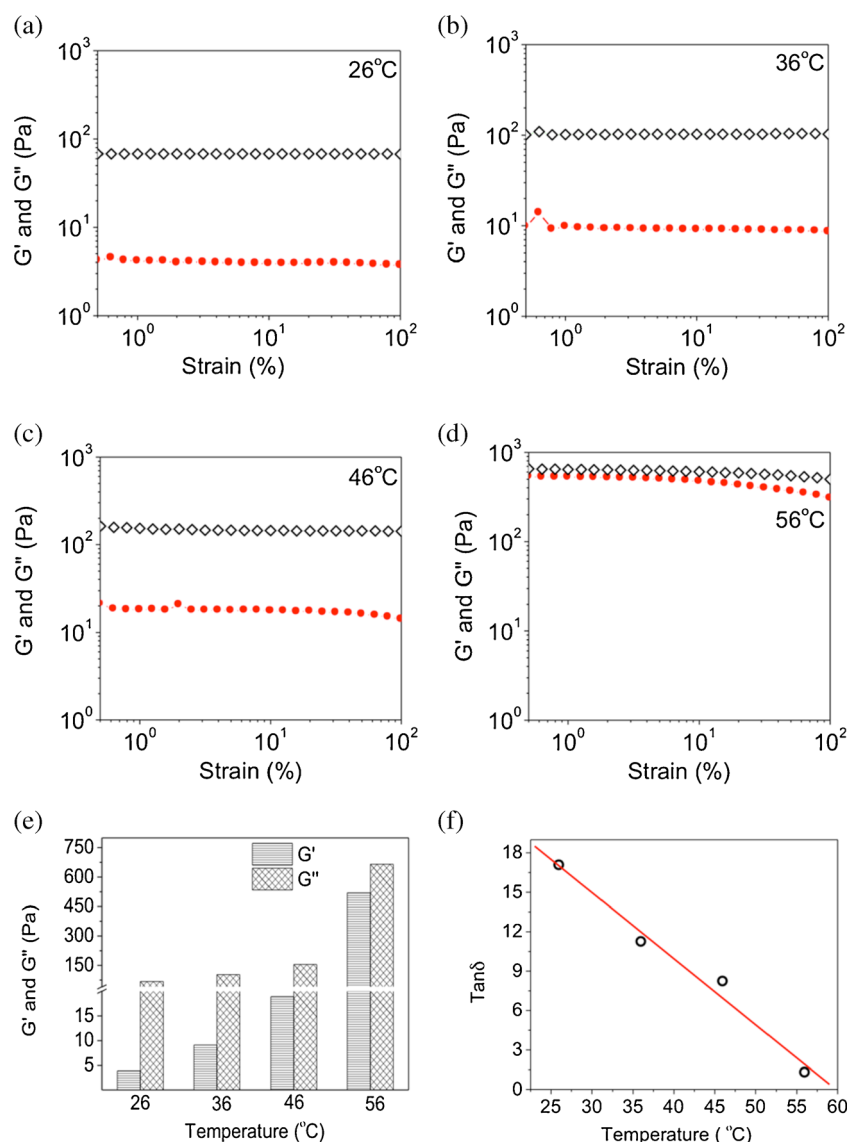 (a)
10³
10²
10¹
10⁰
G' and G" (Pa)
26°C
10⁰ 10¹ 10²
Strain (%)
(b)
10³
10²
10¹
10⁰
G' and G" (Pa)
36°C
10⁰ 10¹ 10²
Strain (%)
(c)
10³
10²
10¹
10⁰
G' and G" (Pa)
46°C
10⁰ 10¹ 10²
Strain (%)
(d)
10³
10²
10¹
10⁰
G' and G" (Pa)
56°C
10⁰ 10¹ 10²
Strain (%)
(e)
750
600
450
300
150
15
10
5
G' and G" (Pa)
G'
G"
26 36 46 56
Temperature (°C)
(f)
18
15
12
9
6
3
0
Tanδ
25 30 35 40 45 50 55 60
Temperature ( °C)